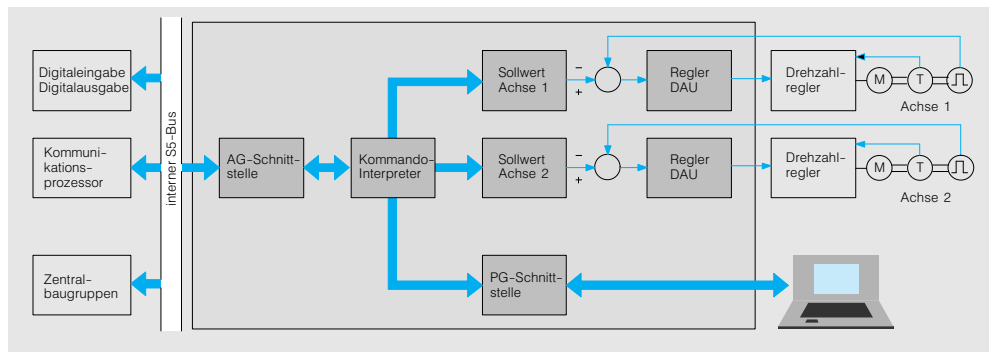 Digitaleingabe
Digitalausgabe
Kommuni-
kations-
prozessor
Zentral-
baugruppen
interner S5-Bus
AG-Schnitt-
stelle
Kommando-
Interpreter
Sollwert
Achse 1
−
+
Regler
DAU
Drehzahl-
regler
M
T
Achse 1
Sollwert
Achse 2
−
+
Regler
DAU
Drehzahl-
regler
M
T
Achse 2
PG-Schnitt-
stelle